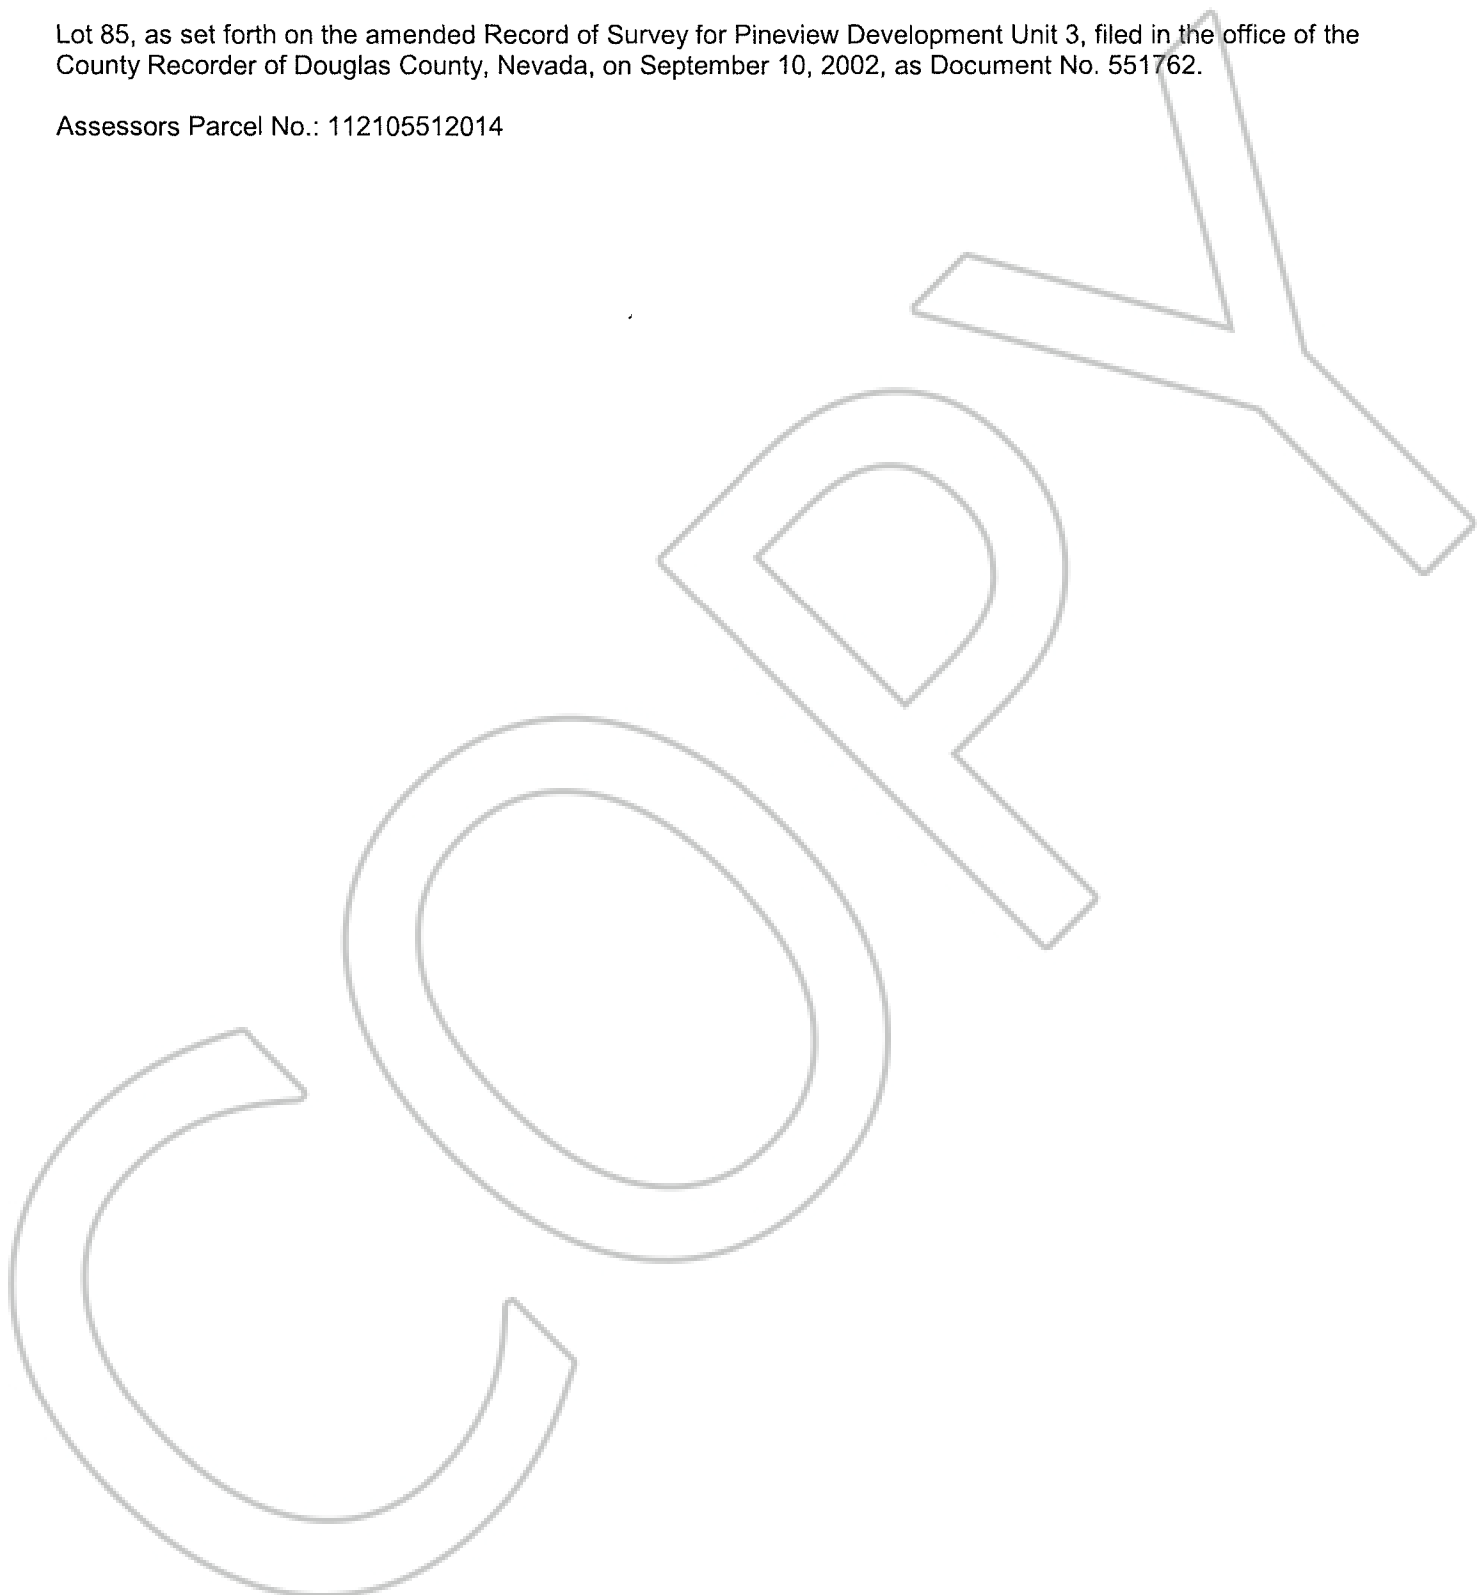 Lot 85, as set forth on the amended Record of Survey for Pineview Development Unit 3, filed in the office of the
County Recorder of Douglas County, Nevada, on September 10, 2002, as Document No. 551762.
Assessors Parcel No.: 112105512014
COPY